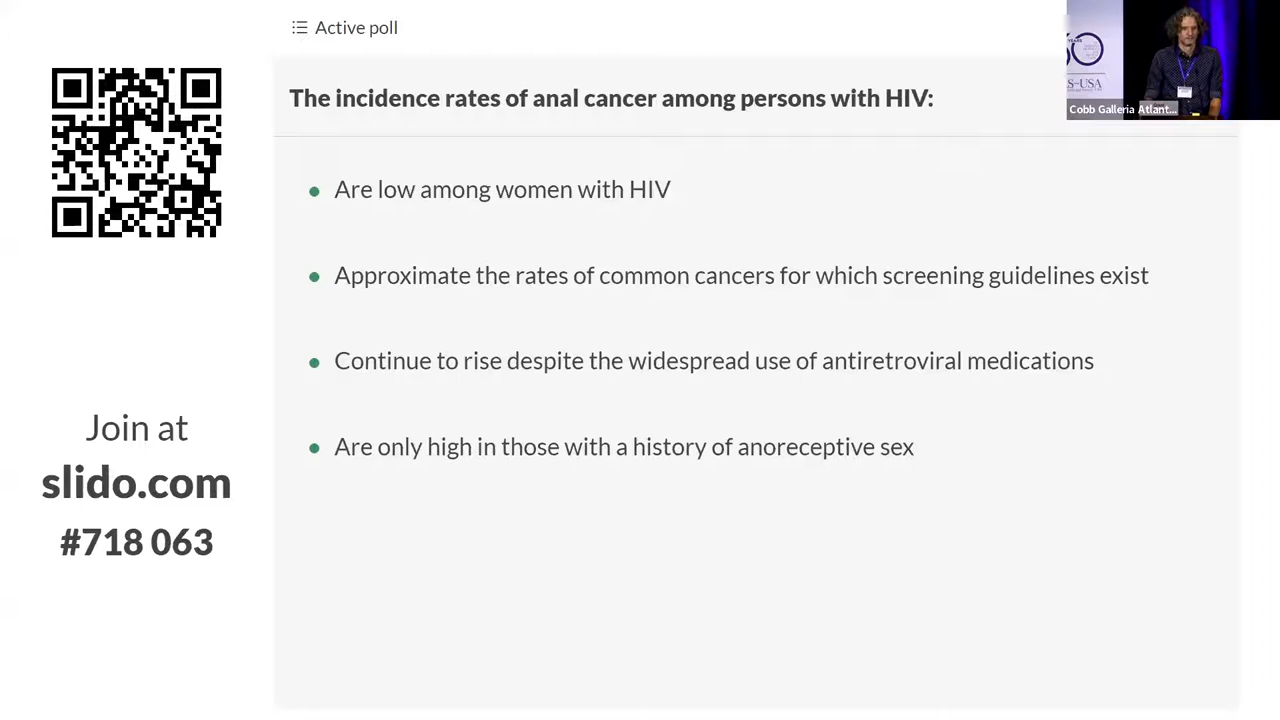 Active poll
The incidence rates of anal cancer among persons with HIV:
Are low among women with HIV
Approximate the rates of common cancers for which screening guidelines exist
Continue to rise despite the widespread use of antiretroviral medications
Are only high in those with a history of anoreceptive sex
Join at
slido.com
#718 063
S–USA
Cobb Galleria Atlant...